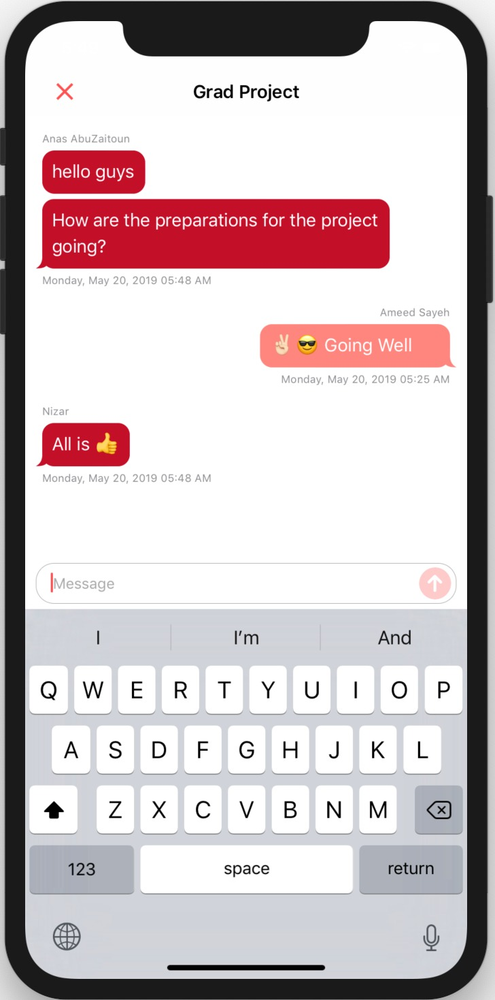 Grad Project
Anas AbuZaitoun
hello guys
How are the preparations for the project
going?
Monday, May 20, 2019 05:48 AM
Ameed Sayeh
✌🏼 😎 Going Well
Monday, May 20, 2019 05:25 AM
Nizar
All is 👍
Monday, May 20, 2019 05:48 AM
Message
I I’m And
Q W E R T Y U I O P
A S D F G H J K L
Z X C V B N M
123 space return